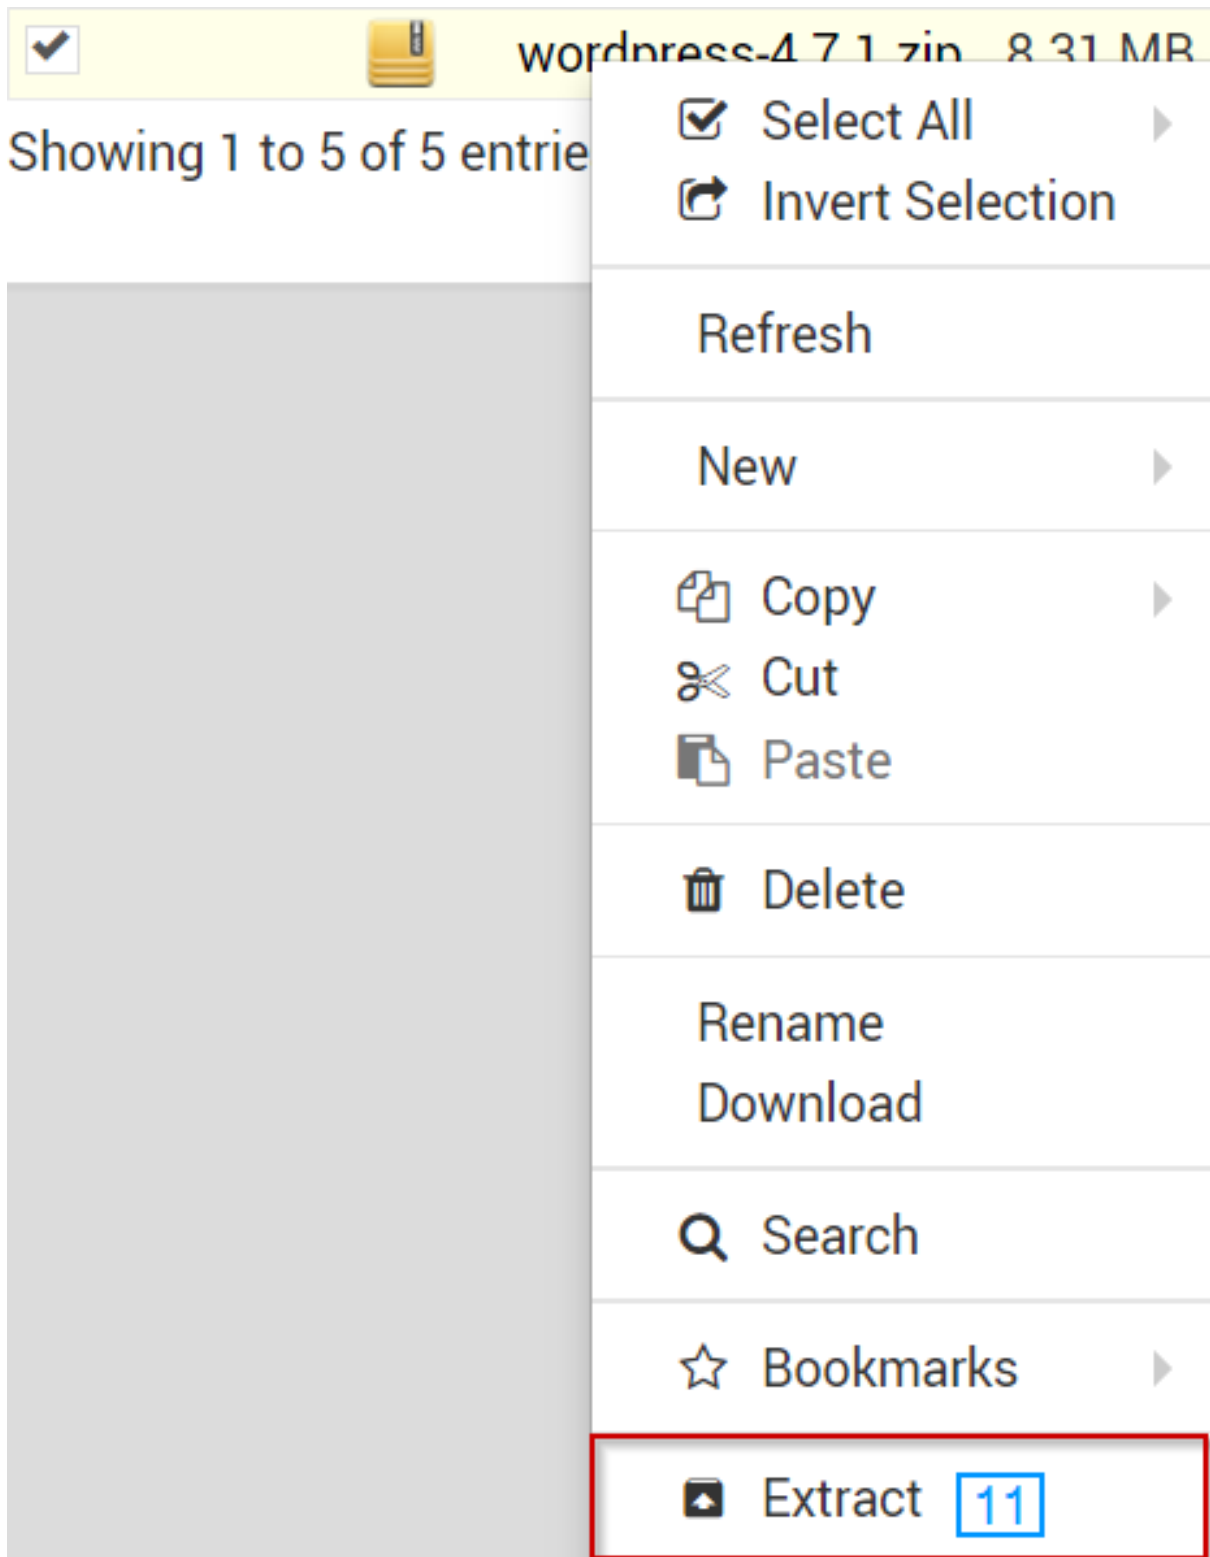 wordpress-4.7.1.zip 8.31 MB
Showing 1 to 5 of 5 entrie
Select All
Invert Selection
Refresh
New
Copy
Cut
Paste
Delete
Rename
Download
Search
Bookmarks
Extract 11